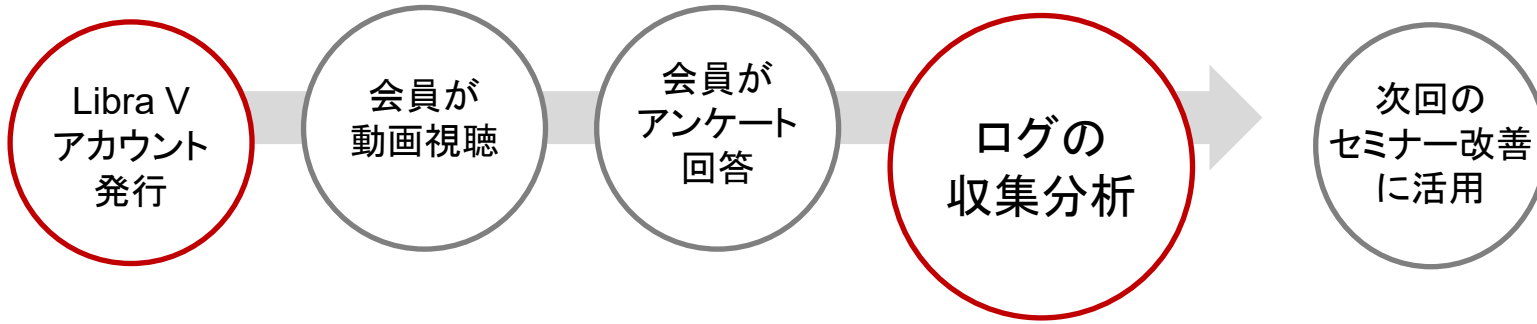 Libra V
アカウント
発行
会員が
動画視聴
会員が
アンケート
回答
ログの
収集分析
次回の
セミナー改善
に活用